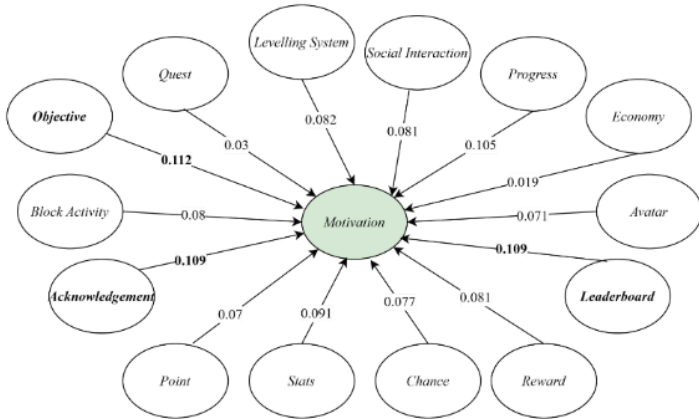 Levelling System
Social Interaction
Quest
Progress
Objective
Economy
0.082
0.081
0.03
0.105
0.112
0.019
Block Activity
0.08
Motivation
0.071
Avatar
0.109
0.109
Acknowledgement
Leaderboard
0.07
0.091
0.077
0.081
Point
Stats
Chance
Reward